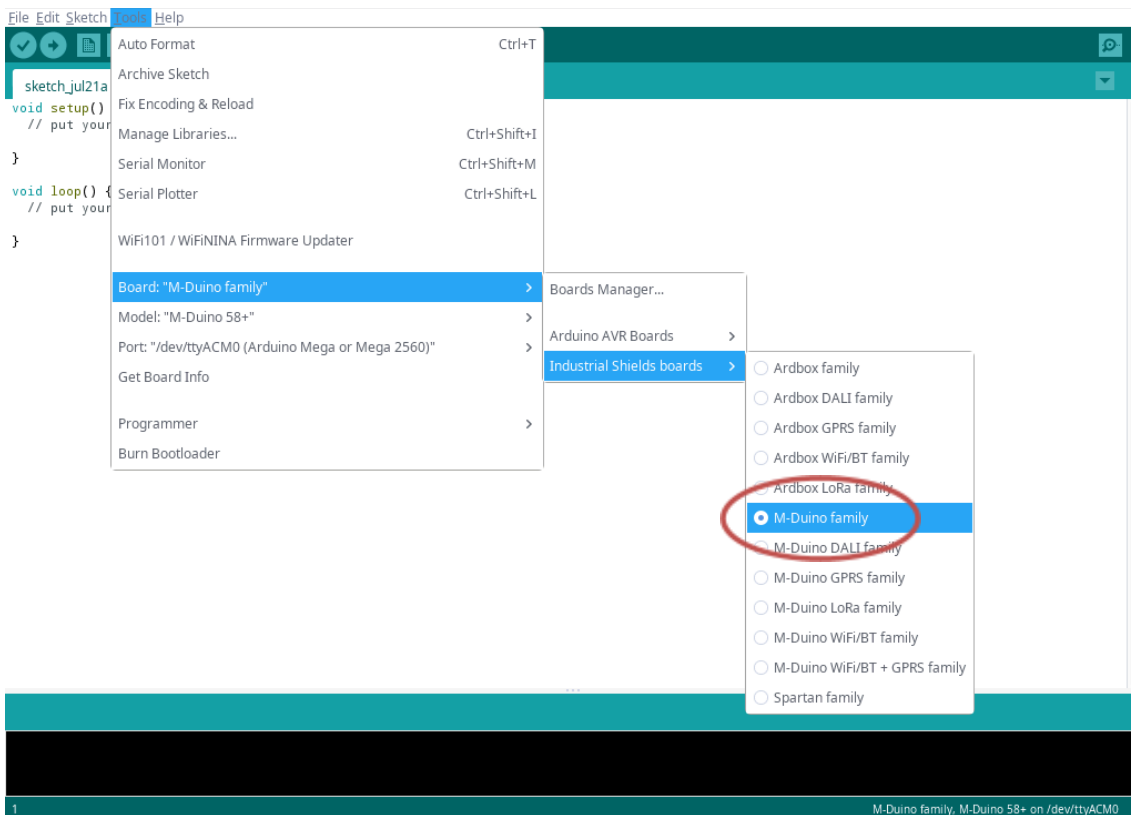 File Edit Sketch Tools Help
sketch_jul21a
void setup()
// put your
}
void loop() {
// put your
}
Auto Format Ctrl+T
Archive Sketch
Fix Encoding & Reload
Manage Libraries... Ctrl+Shift+I
Serial Monitor Ctrl+Shift+M
Serial Plotter Ctrl+Shift+L
WiFi101 / WiFiNINA Firmware Updater
Board: "M-Duino family"
Model: "M-Duino 58+"
Port: "/dev/ttyACM0 (Arduino Mega or Mega 2560)"
Get Board Info
Programmer
Burn Bootloader
Boards Manager...
Arduino AVR Boards
Industrial Shields boards
Ardbox family
Ardbox DALI family
Ardbox GPRS family
Ardbox WiFi/BT family
Ardbox LoRa family
M-Duino family
M-Duino DALI family
M-Duino GPRS family
M-Duino LoRa family
M-Duino WiFi/BT family
M-Duino WiFi/BT + GPRS family
Spartan family
1 M-Duino family, M-Duino 58+ on /dev/ttyACM0